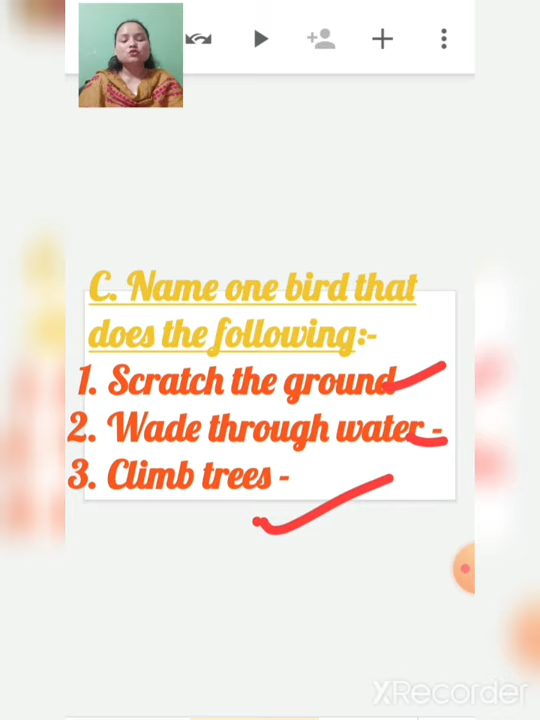 C. Name one bird that
does the following:-
1. Scratch the ground
2. Wade through water -
3. Climb trees -
XRecorder